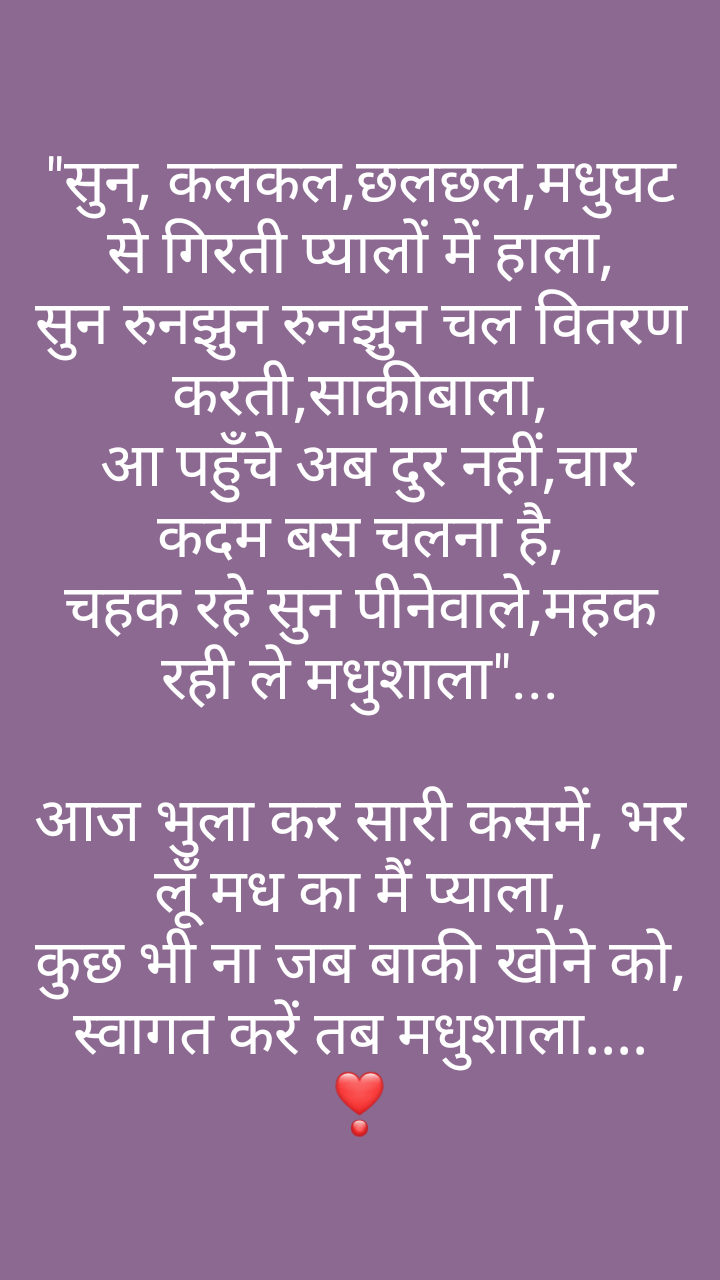 "सुन, कलकल,छलछल,मधुघट
से गिरती प्यालों में हाला,
सुन रुनझुन रुनझुन चल वितरण
करती,साकीबाला,
आ पहुँचे अब दुर नहीं,चार
कदम बस चलना है,
चहक रहे सुन पीनेवाले,महक
रही ले मधुशाला"...
आज भुला कर सारी कसमें, भर
लूँ मध का मैं प्याला,
कुछ भी ना जब बाकी खोने को,
स्वागत करें तब मधुशाला....
❣️